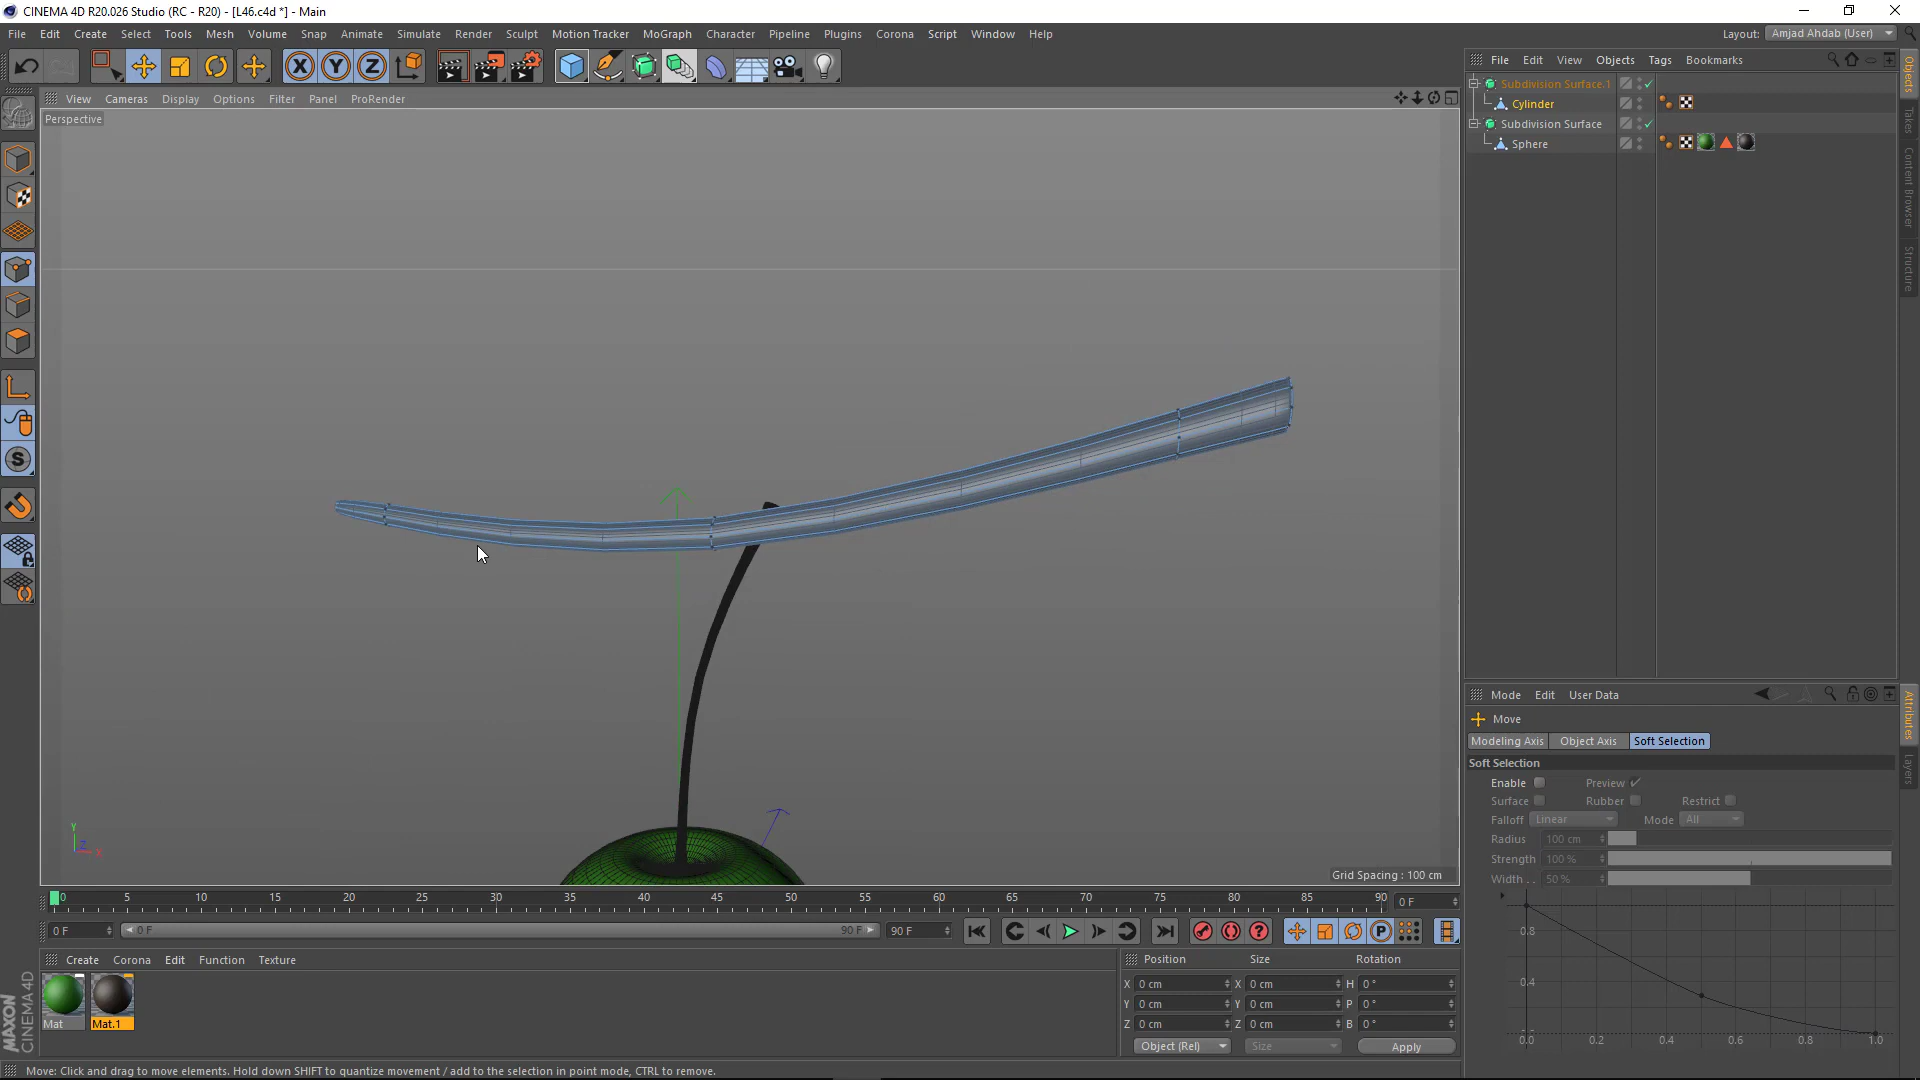 CINEMA 4D R20.026 Studio (RC - R20) - [L46.c4d *] - Main
File Edit Create Select Tools Mesh Volume Snap Animate Simulate Render Sculpt Motion Tracker MoGraph Character Pipeline Plugins Corona Script Window Help
Layout: Amjad Ahdab (User)
File Edit View Objects Tags Bookmarks
View Cameras Display Options Filter Panel ProRender
Perspective
Subdivision Surface.1
Cylinder
Subdivision Surface
Sphere
Objects
Takes
Content Browser
Structure
X Y Z
S
Y
Z
X
Grid Spacing : 100 cm
Mode Edit User Data
Move
Modeling Axis Object Axis Soft Selection
Soft Selection
Enable Preview
Surface Rubber Restrict
Falloff Linear Mode All
Radius 100 cm
Strength 100 %
Width . . 50 %
0.8
0.4
0.0 0.2 0.4 0.6 0.8 1.0
Attributes
Layers
0 5 10 15 20 25 30 35 40 45 50 55 60 65 70 75 80 85 90 0 F
0 F 0 F 90 F 90 F
P
Create Corona Edit Function Texture
Mat
Mat.1
Position Size Rotation
X 0 cm X 0 cm H 0 °
Y 0 cm Y 0 cm P 0 °
Z 0 cm Z 0 cm B 0 °
Object (Rel) Size Apply
MAXON
CINEMA 4D
Move: Click and drag to move elements. Hold down SHIFT to quantize movement / add to the selection in point mode, CTRL to remove.